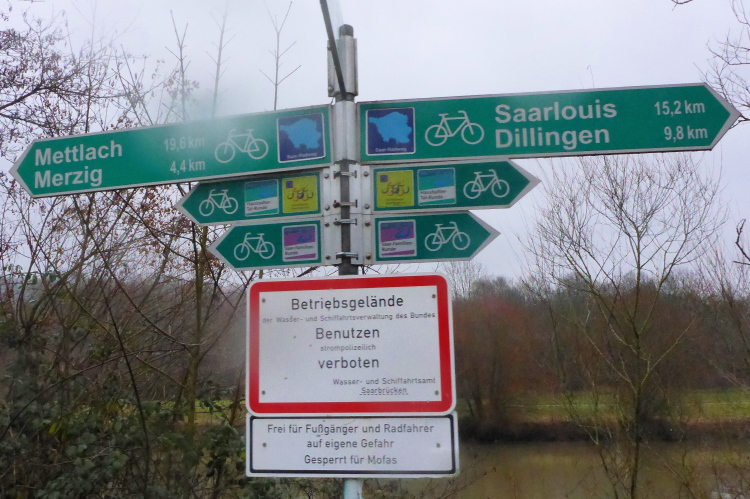 Mettlach 19,6 km
Merzig 4,4 km
Saarlouis 15,2 km
Dillingen 9,8 km
Betriebsgelände
der Wasser- und Schiffahrtsverwaltung des Bundes
Benutzen
strompolizeilich
verboten
Wasser- und Schiffahrtsamt
Saarbrücken
Frei für Fußgänger und Radfahrer
auf eigene Gefahr
Gesperrt für Mofas